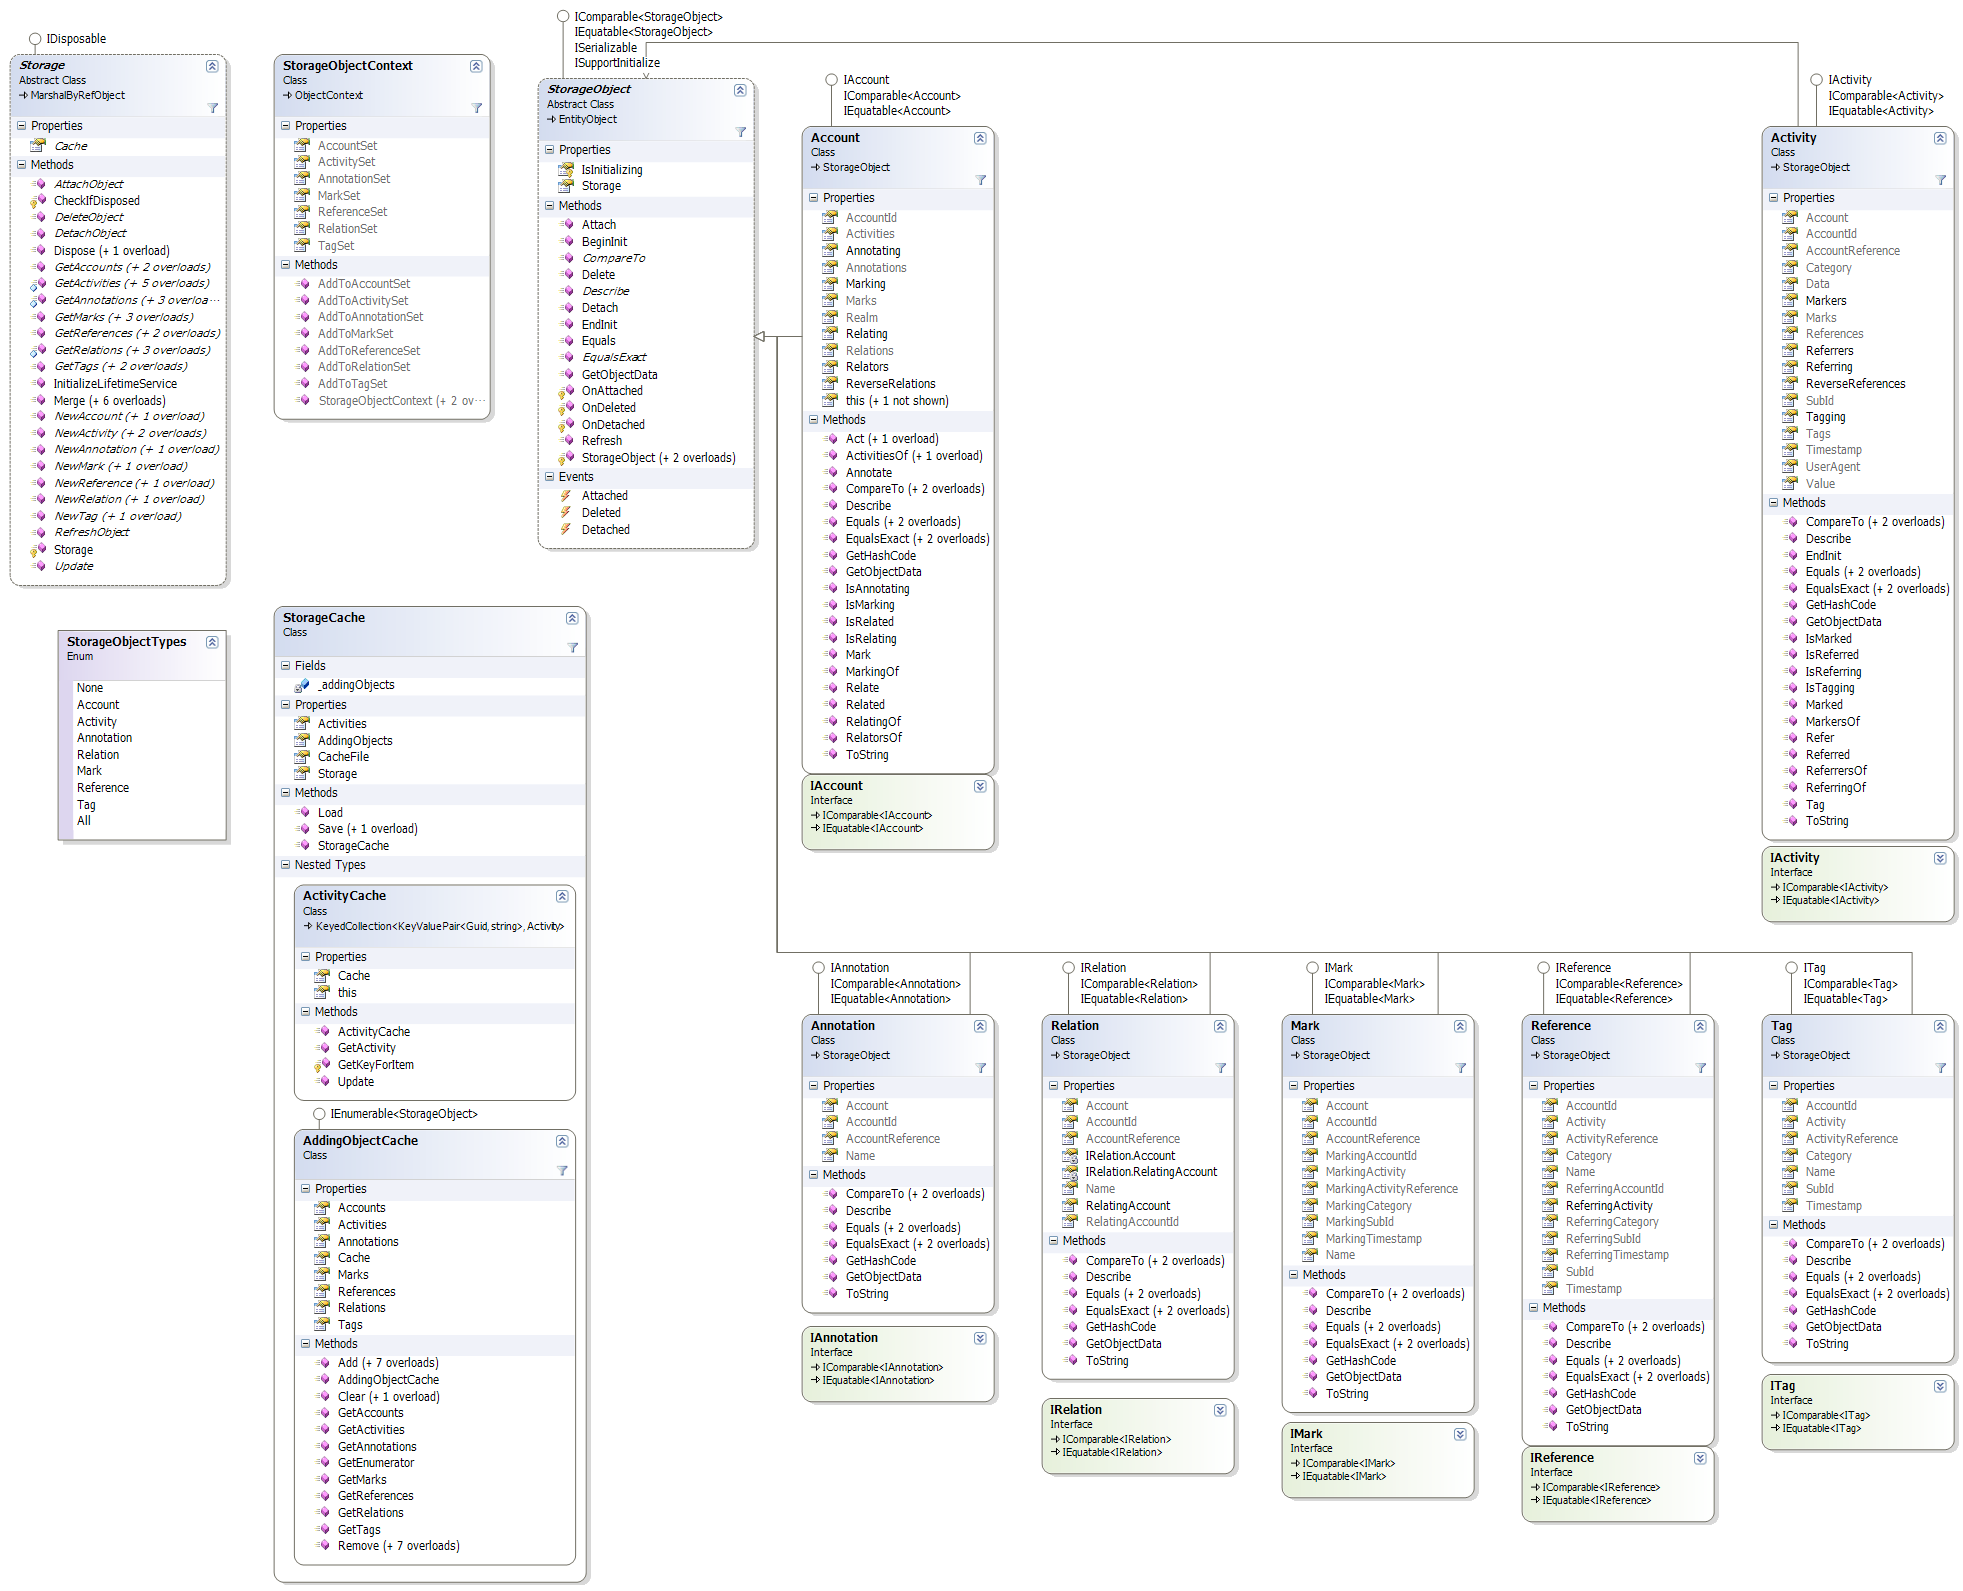 IDisposable
Storage
Abstract Class
MarshalByRefObject
Properties
Cache
Methods
AttachObject
CheckIfDisposed
DeleteObject
DetachObject
Dispose (+ 1 overload)
GetAccounts (+ 2 overloads)
GetActivities (+ 5 overloads)
GetAnnotations (+ 3 overloa···
GetMarks (+ 3 overloads)
GetReferences (+ 2 overloads)
GetRelations (+ 3 overloads)
GetTags (+ 2 overloads)
InitializeLifetimeService
Merge (+ 6 overloads)
NewAccount (+ 1 overload)
NewActivity (+ 2 overloads)
NewAnnotation (+ 1 overload)
NewMark (+ 1 overload)
NewReference (+ 1 overload)
NewRelation (+ 1 overload)
NewTag (+ 1 overload)
RefreshObject
Storage
Update
StorageObjectTypes
Enum
None
Account
Activity
Annotation
Relation
Mark
Reference
Tag
All
StorageObjectContext
Class
ObjectContext
Properties
AccountSet
ActivitySet
AnnotationSet
MarkSet
ReferenceSet
RelationSet
TagSet
Methods
AddToAccountSet
AddToActivitySet
AddToAnnotationSet
AddToMarkSet
AddToReferenceSet
AddToRelationSet
AddToTagSet
StorageObjectContext (+ 2 ov···
StorageCache
Class
Fields
_addingObjects
Properties
Activities
AddingObjects
CacheFile
Storage
Methods
Load
Save (+ 1 overload)
StorageCache
Nested Types
ActivityCache
Class
KeyedCollection<KeyValuePair<Guid, string>, Activity>
Properties
Cache
this
Methods
ActivityCache
GetActivity
GetKeyForItem
Update
IEnumerable<StorageObject>
AddingObjectCache
Class
Properties
Accounts
Activities
Annotations
Cache
Marks
References
Relations
Tags
Methods
Add (+ 7 overloads)
AddingObjectCache
Clear (+ 1 overload)
GetAccounts
GetActivities
GetAnnotations
GetEnumerator
GetMarks
GetReferences
GetRelations
GetTags
Remove (+ 7 overloads)
IComparable<StorageObject>
IEquatable<StorageObject>
ISerializable
ISupportInitialize
StorageObject
Abstract Class
EntityObject
Properties
IsInitializing
Storage
Methods
Attach
BeginInit
CompareTo
Delete
Describe
Detach
EndInit
Equals
EqualsExact
GetObjectData
OnAttached
OnDeleted
OnDetached
Refresh
StorageObject (+ 2 overloads)
Events
Attached
Deleted
Detached
IAccount
IComparable<Account>
IEquatable<Account>
Account
Class
StorageObject
Properties
AccountId
Activities
Annotating
Annotations
Marking
Marks
Realm
Relating
Relations
Relators
ReverseRelations
this (+ 1 not shown)
Methods
Act (+ 1 overload)
ActivitiesOf (+ 1 overload)
Annotate
CompareTo (+ 2 overloads)
Describe
Equals (+ 2 overloads)
EqualsExact (+ 2 overloads)
GetHashCode
GetObjectData
IsAnnotating
IsMarking
IsRelated
IsRelating
Mark
MarkingOf
Relate
Related
RelatingOf
RelatorsOf
ToString
IAccount
Interface
IComparable<IAccount>
IEquatable<IAccount>
IActivity
IComparable<Activity>
IEquatable<Activity>
Activity
Class
StorageObject
Properties
Account
AccountId
AccountReference
Category
Data
Markers
Marks
References
Referrers
Referring
ReverseReferences
SubId
Tagging
Tags
Timestamp
UserAgent
Value
Methods
CompareTo (+ 2 overloads)
Describe
EndInit
Equals (+ 2 overloads)
EqualsExact (+ 2 overloads)
GetHashCode
GetObjectData
IsMarked
IsReferred
IsReferring
IsTagging
Marked
MarkersOf
Refer
Referred
ReferrersOf
ReferringOf
Tag
ToString
IActivity
Interface
IComparable<IActivity>
IEquatable<IActivity>
IAnnotation
IComparable<Annotation>
IEquatable<Annotation>
Annotation
Class
StorageObject
Properties
Account
AccountId
AccountReference
Name
Methods
CompareTo (+ 2 overloads)
Describe
Equals (+ 2 overloads)
EqualsExact (+ 2 overloads)
GetHashCode
GetObjectData
ToString
IAnnotation
Interface
IComparable<IAnnotation>
IEquatable<IAnnotation>
IRelation
IComparable<Relation>
IEquatable<Relation>
Relation
Class
StorageObject
Properties
Account
AccountId
AccountReference
IRelation.Account
IRelation.RelatingAccount
Name
RelatingAccount
RelatingAccountId
Methods
CompareTo (+ 2 overloads)
Describe
Equals (+ 2 overloads)
EqualsExact (+ 2 overloads)
GetHashCode
GetObjectData
ToString
IRelation
Interface
IComparable<IRelation>
IEquatable<IRelation>
IMark
IComparable<Mark>
IEquatable<Mark>
Mark
Class
StorageObject
Properties
Account
AccountId
AccountReference
MarkingAccountId
MarkingActivity
MarkingActivityReference
MarkingCategory
MarkingSubId
MarkingTimestamp
Name
Methods
CompareTo (+ 2 overloads)
Describe
Equals (+ 2 overloads)
EqualsExact (+ 2 overloads)
GetHashCode
GetObjectData
ToString
IMark
Interface
IComparable<IMark>
IEquatable<IMark>
IReference
IComparable<Reference>
IEquatable<Reference>
Reference
Class
StorageObject
Properties
AccountId
Activity
ActivityReference
Category
Name
ReferringAccountId
ReferringActivity
ReferringCategory
ReferringSubId
ReferringTimestamp
SubId
Timestamp
Methods
CompareTo (+ 2 overloads)
Describe
Equals (+ 2 overloads)
EqualsExact (+ 2 overloads)
GetHashCode
GetObjectData
ToString
IReference
Interface
IComparable<IReference>
IEquatable<IReference>
ITag
IComparable<Tag>
IEquatable<Tag>
Tag
Class
StorageObject
Properties
AccountId
Activity
ActivityReference
Category
Name
SubId
Timestamp
Methods
CompareTo (+ 2 overloads)
Describe
Equals (+ 2 overloads)
EqualsExact (+ 2 overloads)
GetHashCode
GetObjectData
ToString
ITag
Interface
IComparable<ITag>
IEquatable<ITag>